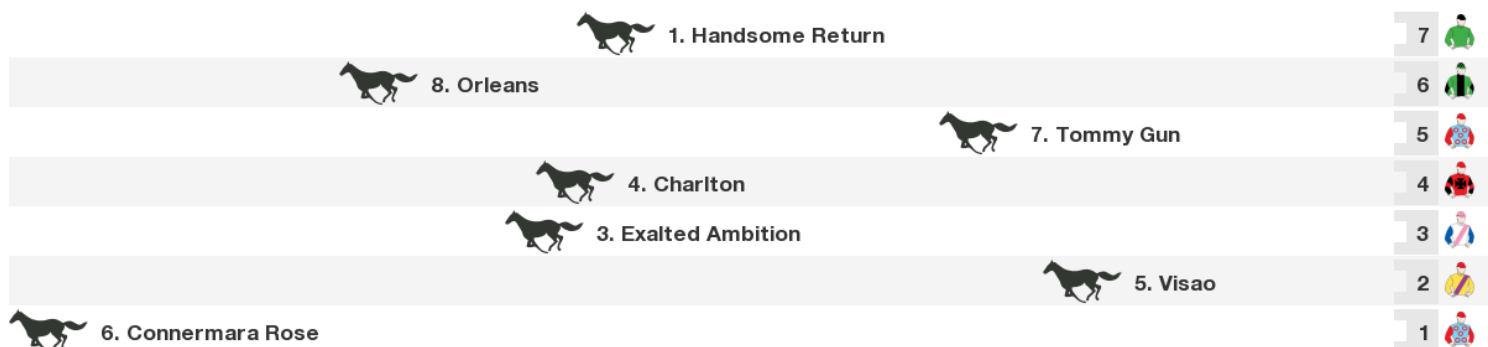 1. Handsome Return 7
8. Orleans 6
7. Tommy Gun 5
4. Charlton 4
3. Exalted Ambition 3
5. Visao 2
6. Connermara Rose 1